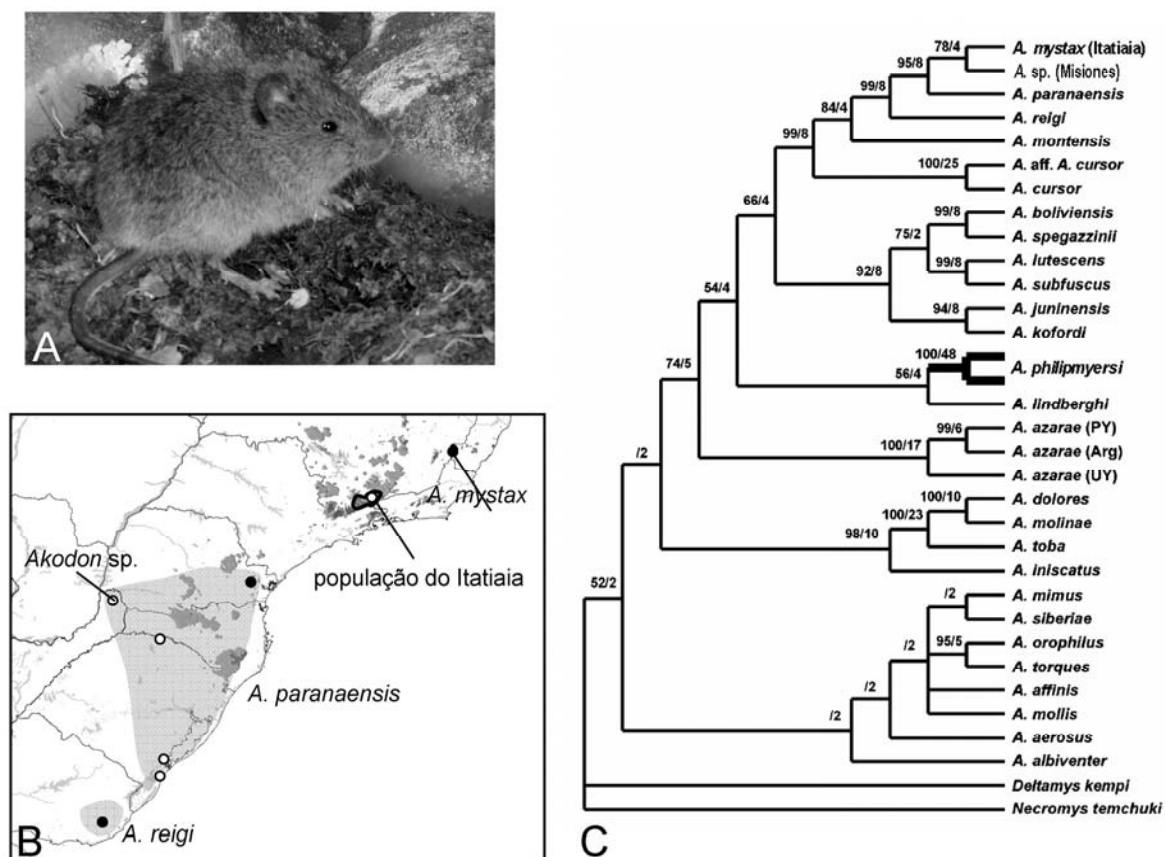 A
B
Akodon sp.
A. mystax
população do Itatiaia
A. paranaensis
A. reigi
C
78/4
95/8
99/8
84/4
99/8
100/25
66/4
99/8
75/2
99/8
92/8
94/8
54/4
100/48
56/4
74/5
99/6
100/17
/2
100/10
100/23
98/10
52/2
/2
95/5
/2
/2
A. mystax (Itatiaia)
A. sp. (Misiones)
A. paranaensis
A. reigi
A. montensis
A. aff. A. cursor
A. cursor
A. boliviensis
A. spegazzinii
A. lutescens
A. subfuscus
A. juninensis
A. kofordi
A. philipmyersi
A. lindberghi
A. azarae (PY)
A. azarae (Arg)
A. azarae (UY)
A. dolores
A. molinae
A. toba
A. iniscatus
A. mimus
A. siberiae
A. orophilus
A. torques
A. affinis
A. mollis
A. aerosus
A. albiventer
Deltamys kempi
Necromys temchuki